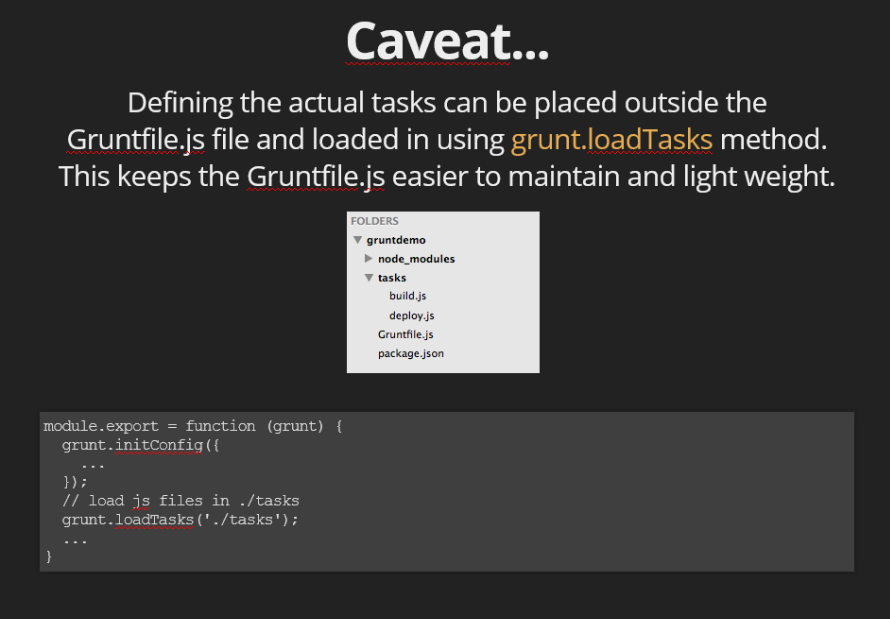 Caveat...
Defining the actual tasks can be placed outside the
Gruntfile.js file and loaded in using grunt.loadTasks method.
This keeps the Gruntfile.js easier to maintain and light weight.
FOLDERS
gruntdemo
node_modules
tasks
build.js
deploy.js
Gruntfile.js
package.json
module.export = function (grunt) {
  grunt.initConfig({
    ...
  });
  // load js files in ./tasks
  grunt.loadTasks('./tasks');
  ...
}